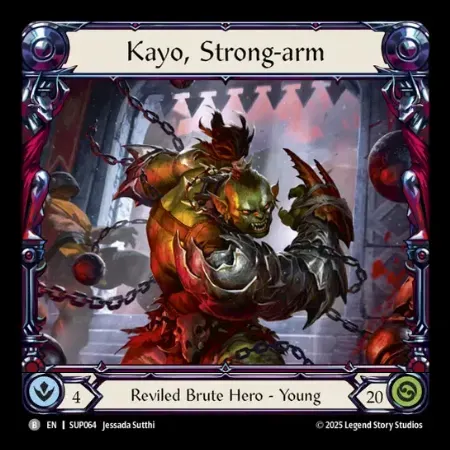 Kayo, Strong-arm
4
Reviled Brute Hero - Young
20
B EN | SUP064 Jessada Sutthi
© 2025 Legend Story Studios